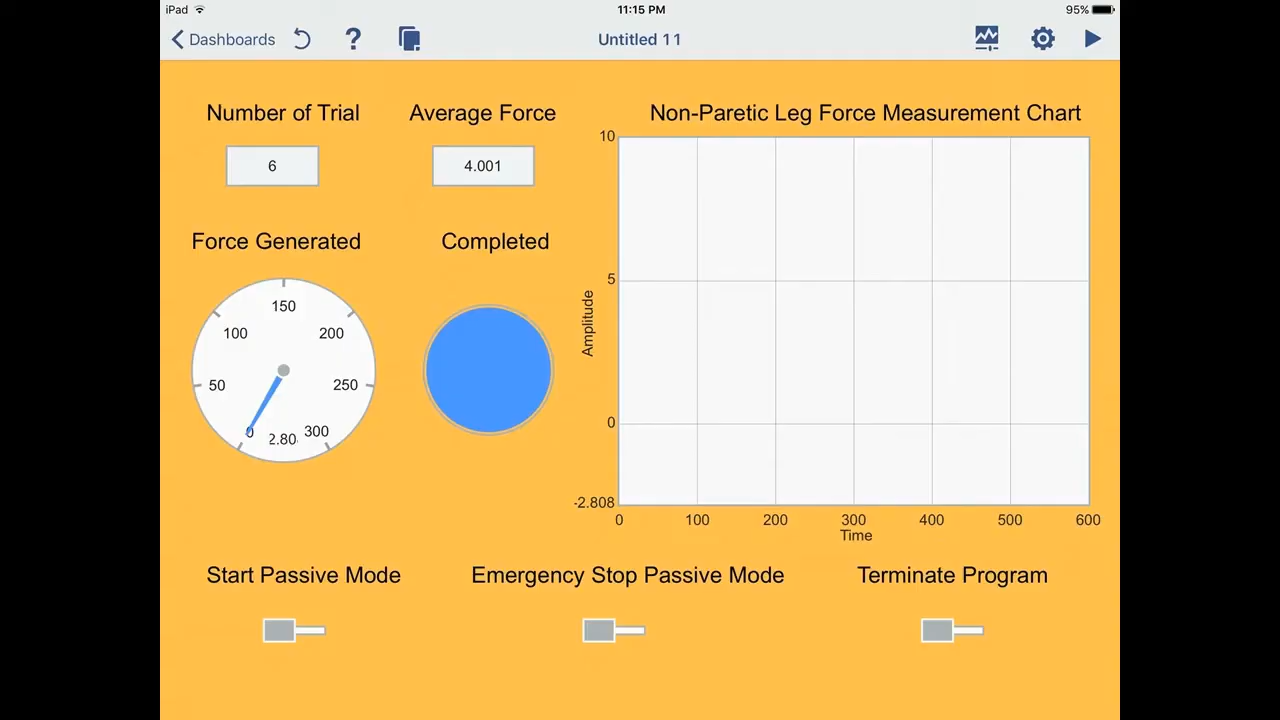 iPad
11:15 PM
95%
Dashboards
?
Untitled 11
Number of Trial
Average Force
Non-Paretic Leg Force Measurement Chart
6
4.001
Force Generated
Completed
0
50
100
150
200
250
300
2.80
10
5
0
-2.808
Amplitude
0 100 200 300 400 500 600
Time
Start Passive Mode
Emergency Stop Passive Mode
Terminate Program